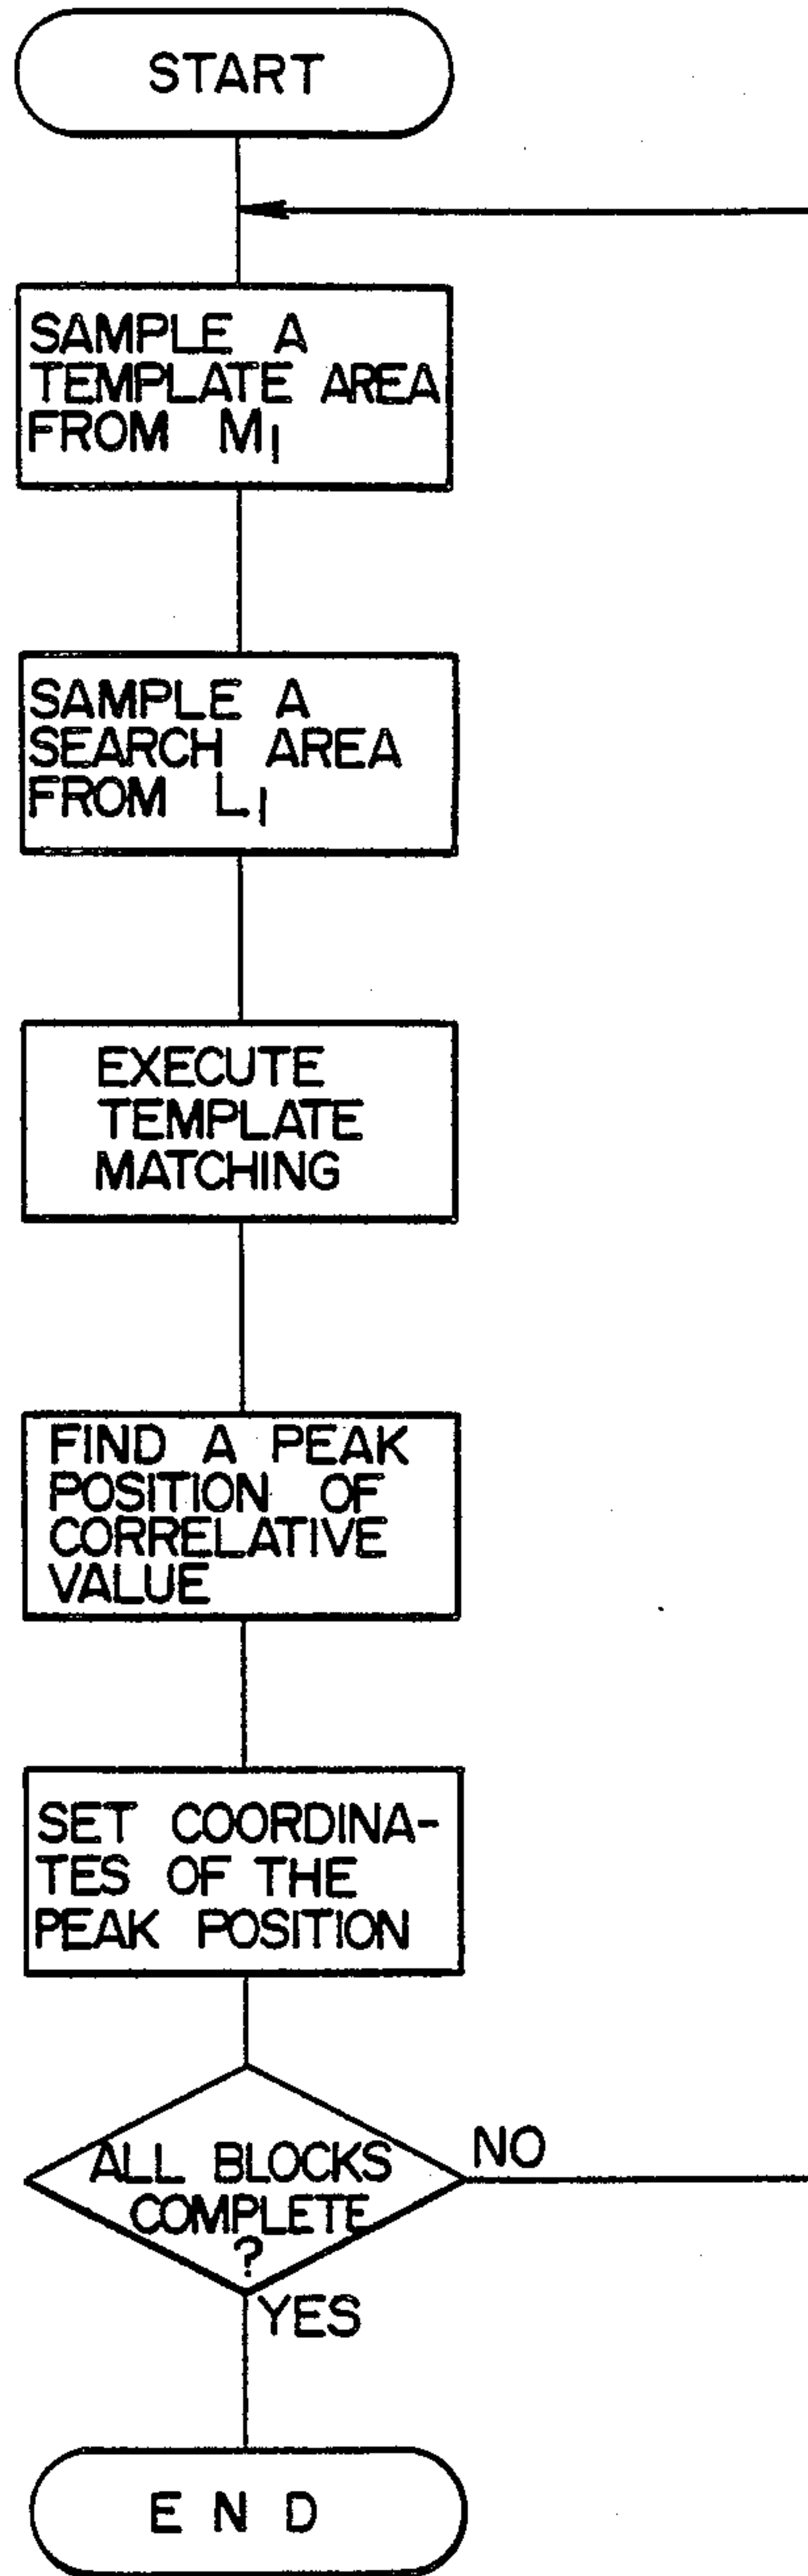 START
SAMPLE A
TEMPLATE AREA
FROM M1
SAMPLE A
SEARCH AREA
FROM L1
EXECUTE
TEMPLATE
MATCHING
FIND A PEAK
POSITION OF
CORRELATIVE
VALUE
SET COORDINA-
TES OF THE
PEAK POSITION
ALL BLOCKS
COMPLETE
?
NO
YES
END